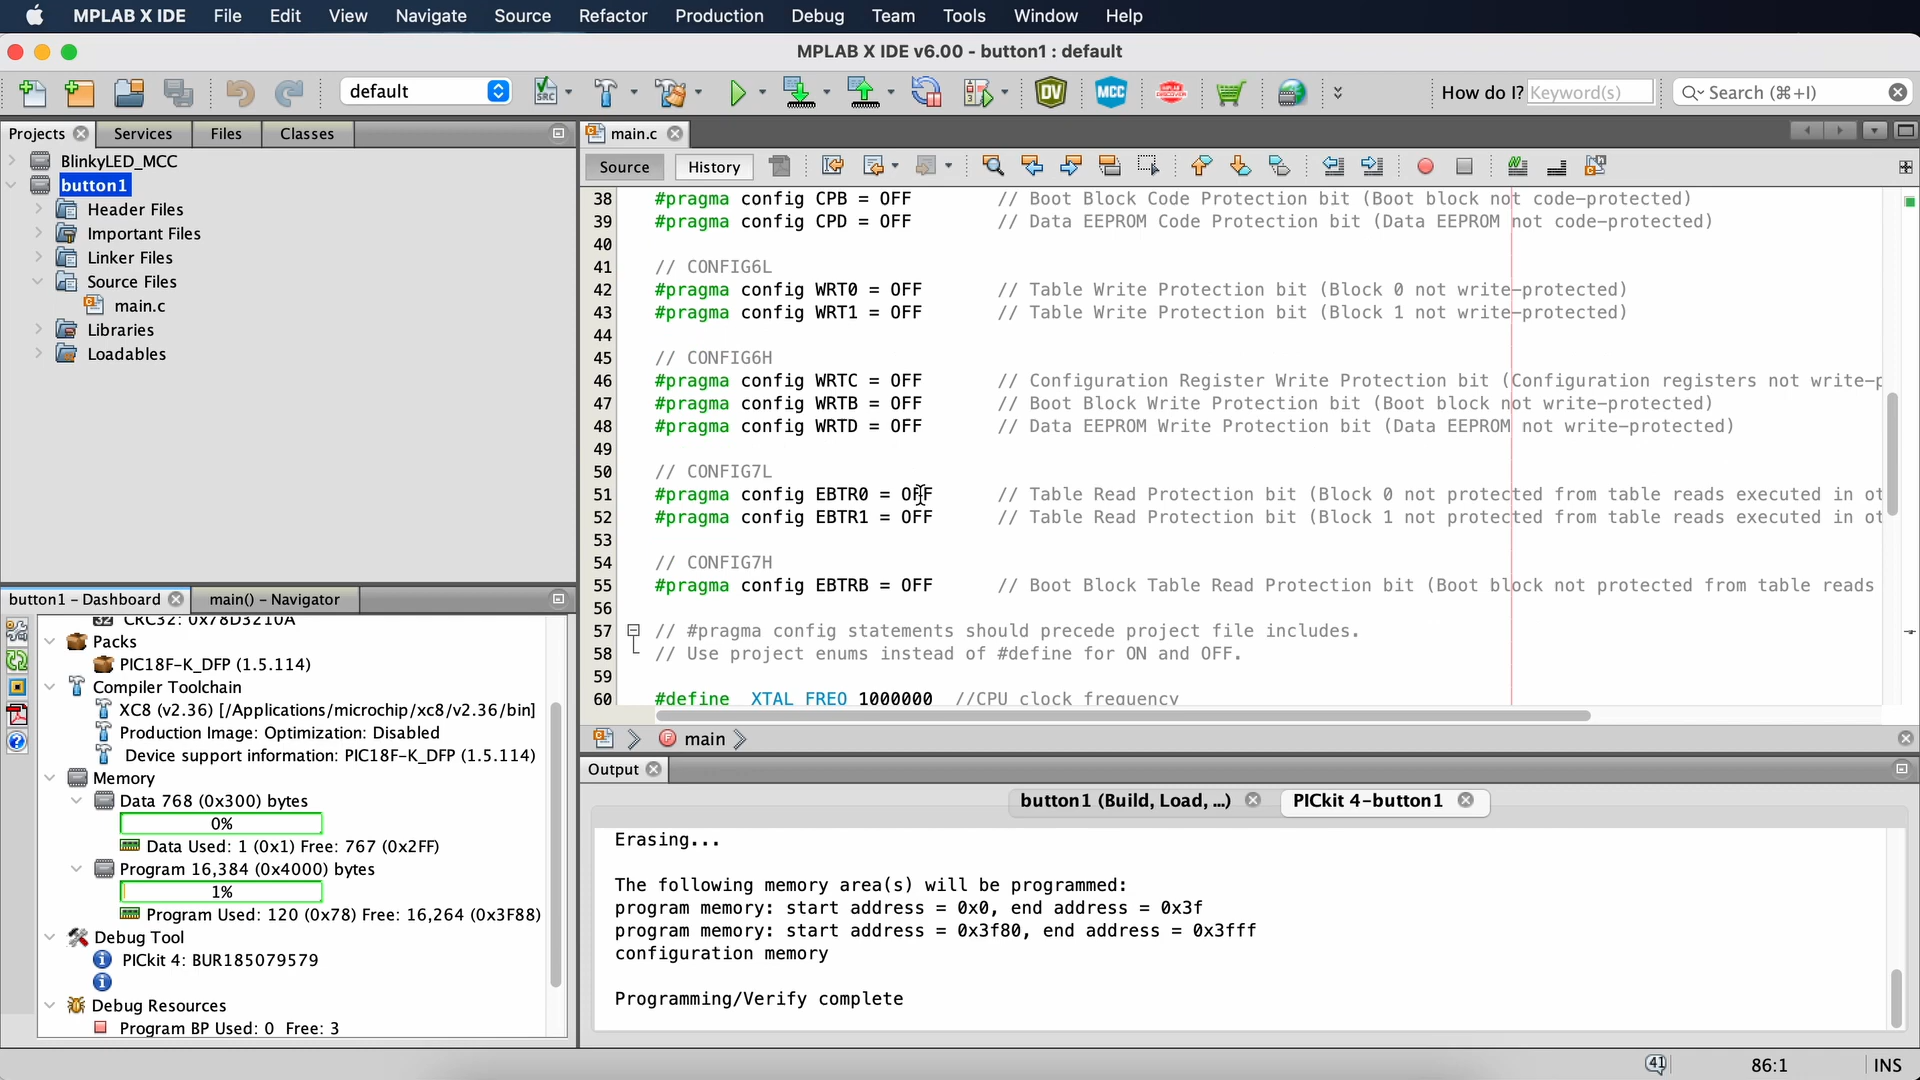 MPLAB X IDE File Edit View Navigate Source Refactor Production Debug Team Tools Window Help
MPLAB X IDE v6.00 - button1 : default
default
SRC
DV
MCC
How do I? Keyword(s)
Search (⌘+I)
Projects Services Files Classes
BlinkyLED_MCC
button1
Header Files
Important Files
Linker Files
Source Files
main.c
Libraries
Loadables
button1 - Dashboard main() - Navigator
CRC32: 0x78D3210A
Packs
PIC18F-K_DFP (1.5.114)
Compiler Toolchain
XC8 (v2.36) [/Applications/microchip/xc8/v2.36/bin]
Production Image: Optimization: Disabled
Device support information: PIC18F-K_DFP (1.5.114)
Memory
Data 768 (0x300) bytes
0%
Data Used: 1 (0x1) Free: 767 (0x2FF)
Program 16,384 (0x4000) bytes
1%
Program Used: 120 (0x78) Free: 16,264 (0x3F88)
Debug Tool
PICkit 4: BUR185079579
Debug Resources
Program BP Used: 0 Free: 3
main.c
Source History
38 #pragma config CPB = OFF // Boot Block Code Protection bit (Boot block not code-protected)
39 #pragma config CPD = OFF // Data EEPROM Code Protection bit (Data EEPROM not code-protected)
40
41 // CONFIG6L
42 #pragma config WRT0 = OFF // Table Write Protection bit (Block 0 not write-protected)
43 #pragma config WRT1 = OFF // Table Write Protection bit (Block 1 not write-protected)
44
45 // CONFIG6H
46 #pragma config WRTC = OFF // Configuration Register Write Protection bit (Configuration registers not write-p
47 #pragma config WRTB = OFF // Boot Block Write Protection bit (Boot block not write-protected)
48 #pragma config WRTD = OFF // Data EEPROM Write Protection bit (Data EEPROM not write-protected)
49
50 // CONFIG7L
51 #pragma config EBTR0 = OFF // Table Read Protection bit (Block 0 not protected from table reads executed in ot
52 #pragma config EBTR1 = OFF // Table Read Protection bit (Block 1 not protected from table reads executed in ot
53
54 // CONFIG7H
55 #pragma config EBTRB = OFF // Boot Block Table Read Protection bit (Boot block not protected from table reads
56
57 // #pragma config statements should precede project file includes.
58 // Use project enums instead of #define for ON and OFF.
59
60 #define _XTAL_FREQ 1000000 //CPU clock frequency
main
Output
button1 (Build, Load, ...) PICkit 4-button1
Erasing...
The following memory area(s) will be programmed:
program memory: start address = 0x0, end address = 0x3f
program memory: start address = 0x3f80, end address = 0x3fff
configuration memory
Programming/Verify complete
41 86:1 INS